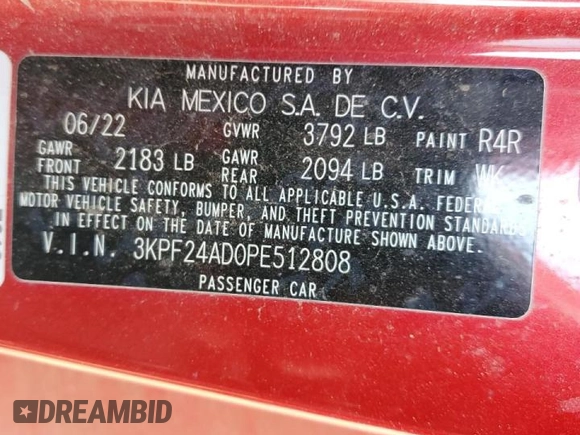 MANUFACTURED BY
KIA MEXICO S.A. DE C.V.
06/22 GVWR 3792 LB PAINT R4R
GAWR FRONT 2183 LB GAWR REAR 2094 LB TRIM WK
THIS VEHICLE CONFORMS TO ALL APPLICABLE U.S.A. FEDERAL
MOTOR VEHICLE SAFETY, BUMPER, AND THEFT PREVENTION STANDARDS
IN EFFECT ON THE DATE OF MANUFACTURE SHOWN ABOVE.
V.I.N. 3KPF24AD0PE512808
PASSENGER CAR
DREAMBID